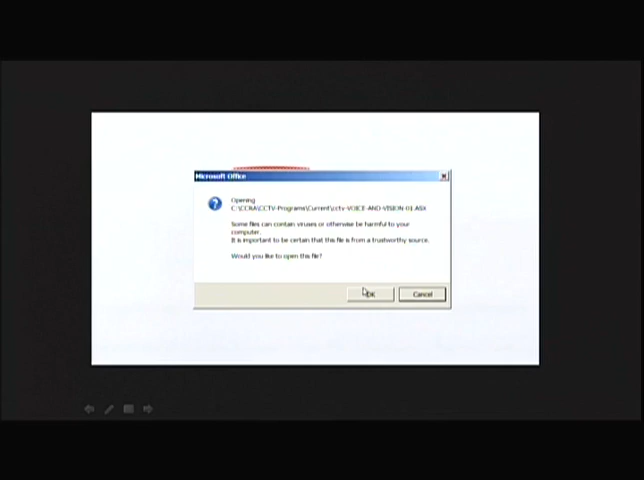 Microsoft Office
Opening
C:\CCRA\CCTV-Programs\Current\cctv-VOICE-AND-VISION-01.ASX
Some files can contain viruses or otherwise be harmful to your
computer.
It is important to be certain that this file is from a trustworthy source.
Would you like to open this file?
OK
Cancel